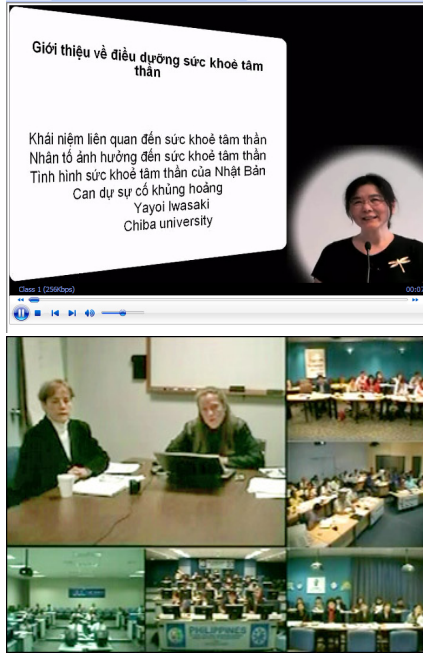 Giới thiệu về điều dưỡng sức khoẻ tâm
thần
Khái niệm liên quan đến sức khoẻ tâm thần
Nhân tố ảnh hưởng đến sức khoẻ tâm thần
Tình hình sức khoẻ tâm thần của Nhật Bản
Can dự sự cố khủng hoảng
Yayoi Iwasaki
Chiba university
Class 1 (256Kbps)
00:07
PHILIPPINES